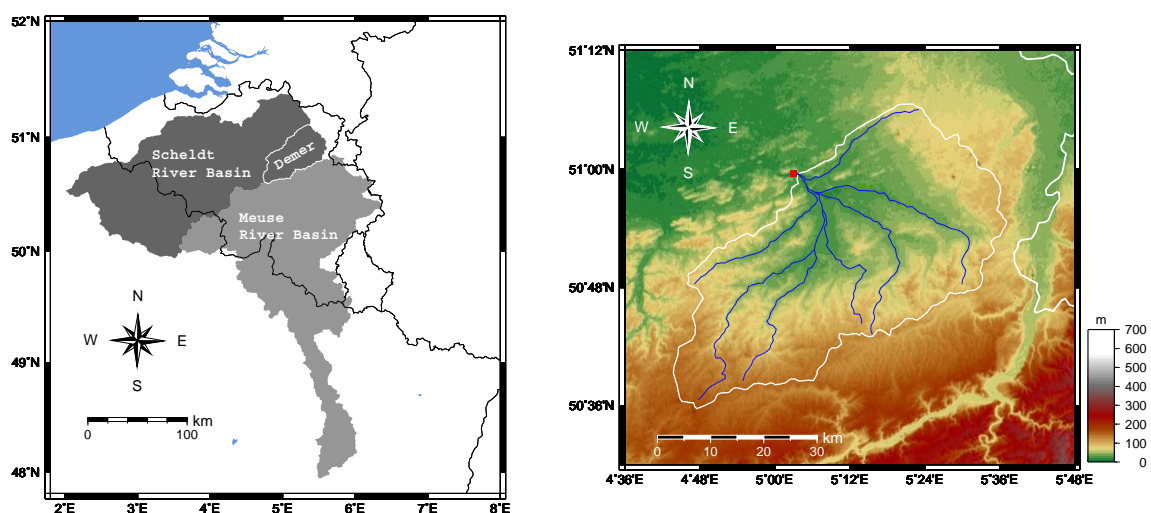 52°N
51°N
50°N
49°N
48°N
2°E 3°E 4°E 5°E 6°E 7°E 8°E
Scheldt
River Basin
Demer
Meuse
River Basin
N
W E
S
km
0 100
51°12'N
51°00'N
50°48'N
50°36'N
4°36'E 4°48'E 5°00'E 5°12'E 5°24'E 5°36'E 5°48'E
N
W E
S
km
0 10 20 30
m
700
600
500
400
300
200
100
0